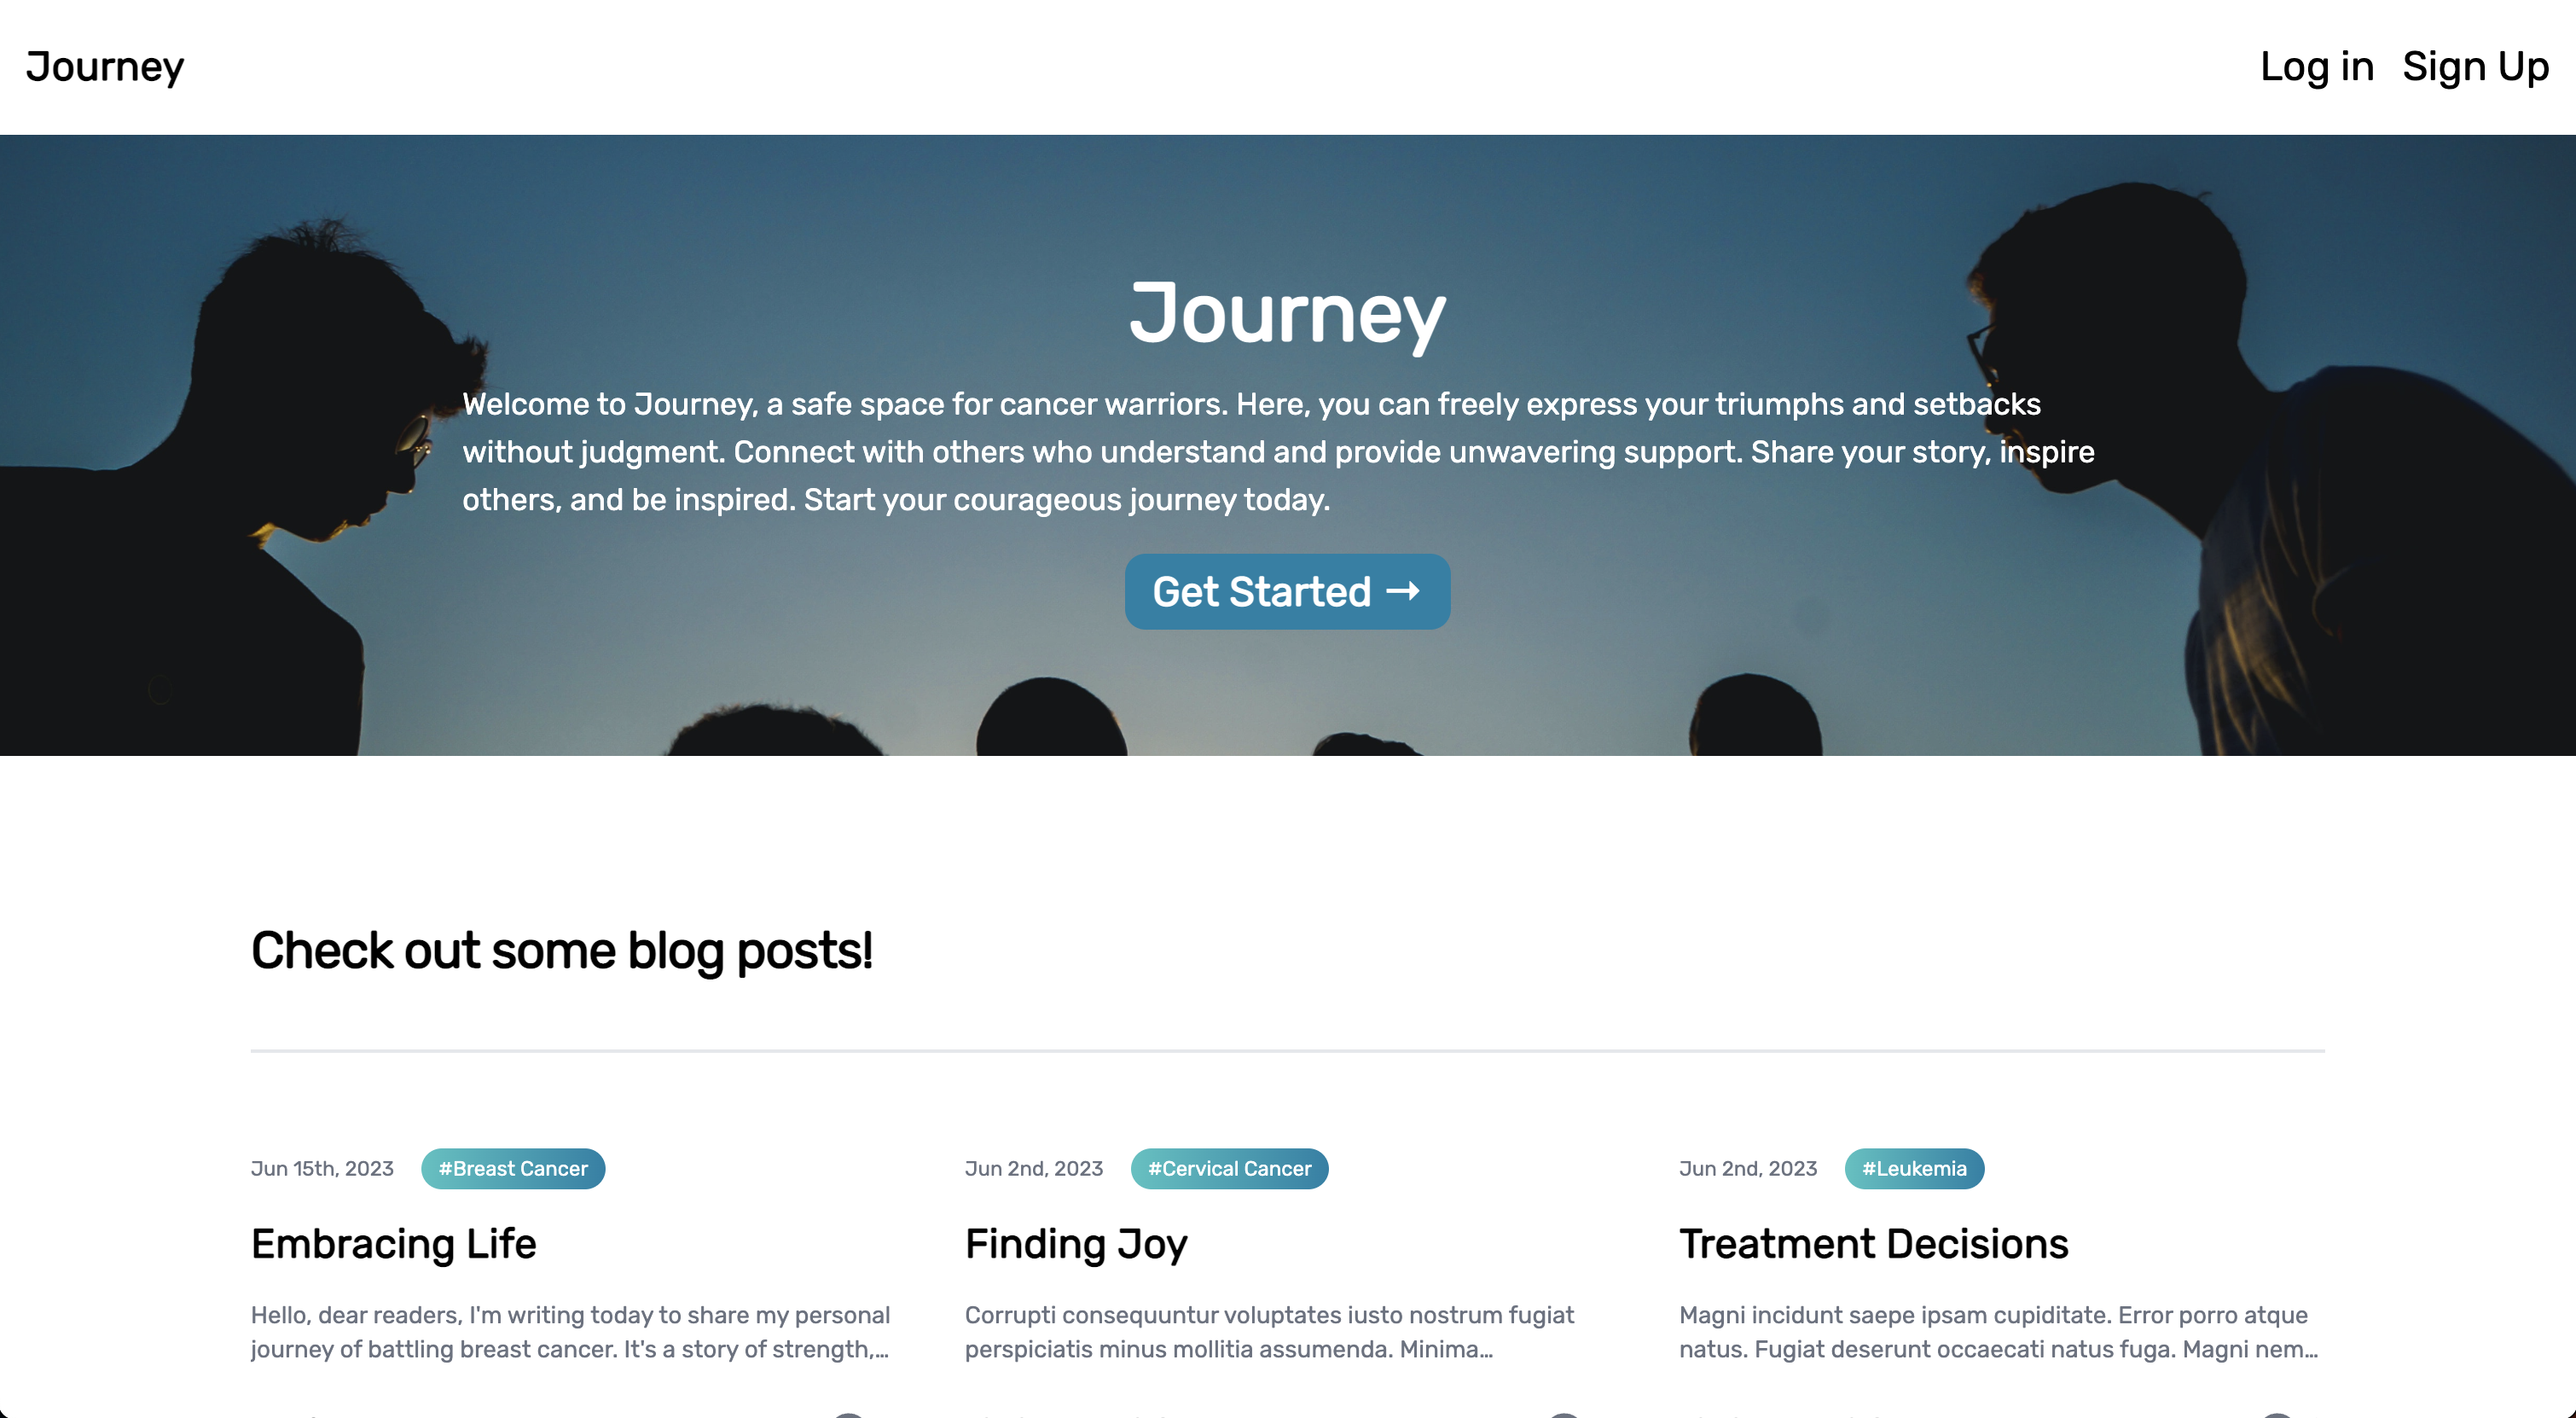 Journey
Log in Sign Up
Journey
Welcome to Journey, a safe space for cancer warriors. Here, you can freely express your triumphs and setbacks
without judgment. Connect with others who understand and provide unwavering support. Share your story, inspire
others, and be inspired. Start your courageous journey today.
Get Started →
Check out some blog posts!
Jun 15th, 2023 #Breast Cancer
Embracing Life
Hello, dear readers, I'm writing today to share my personal
journey of battling breast cancer. It's a story of strength,...
Jun 2nd, 2023 #Cervical Cancer
Finding Joy
Corrupti consequuntur voluptates iusto nostrum fugiat
perspiciatis minus mollitia assumenda. Minima...
Jun 2nd, 2023 #Leukemia
Treatment Decisions
Magni incidunt saepe ipsam cupiditate. Error porro atque
natus. Fugiat deserunt occaecati natus fuga. Magni nem...